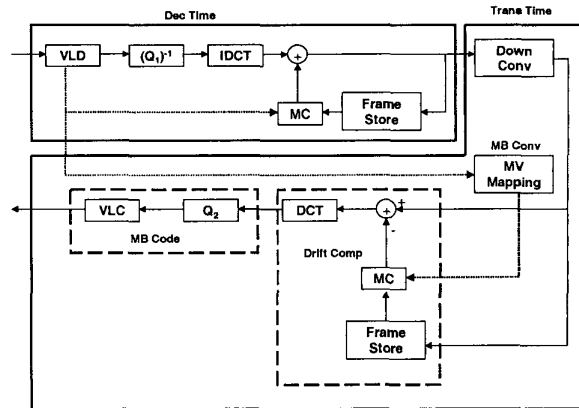 Dec Time
Trans Time
VLD
(Q₁)⁻¹
IDCT
+
Down
Conv
MC
Frame
Store
MB Conv
MV
Mapping
VLC
Q₂
MB Code
DCT
+
+
-
Drift Comp
MC
Frame
Store